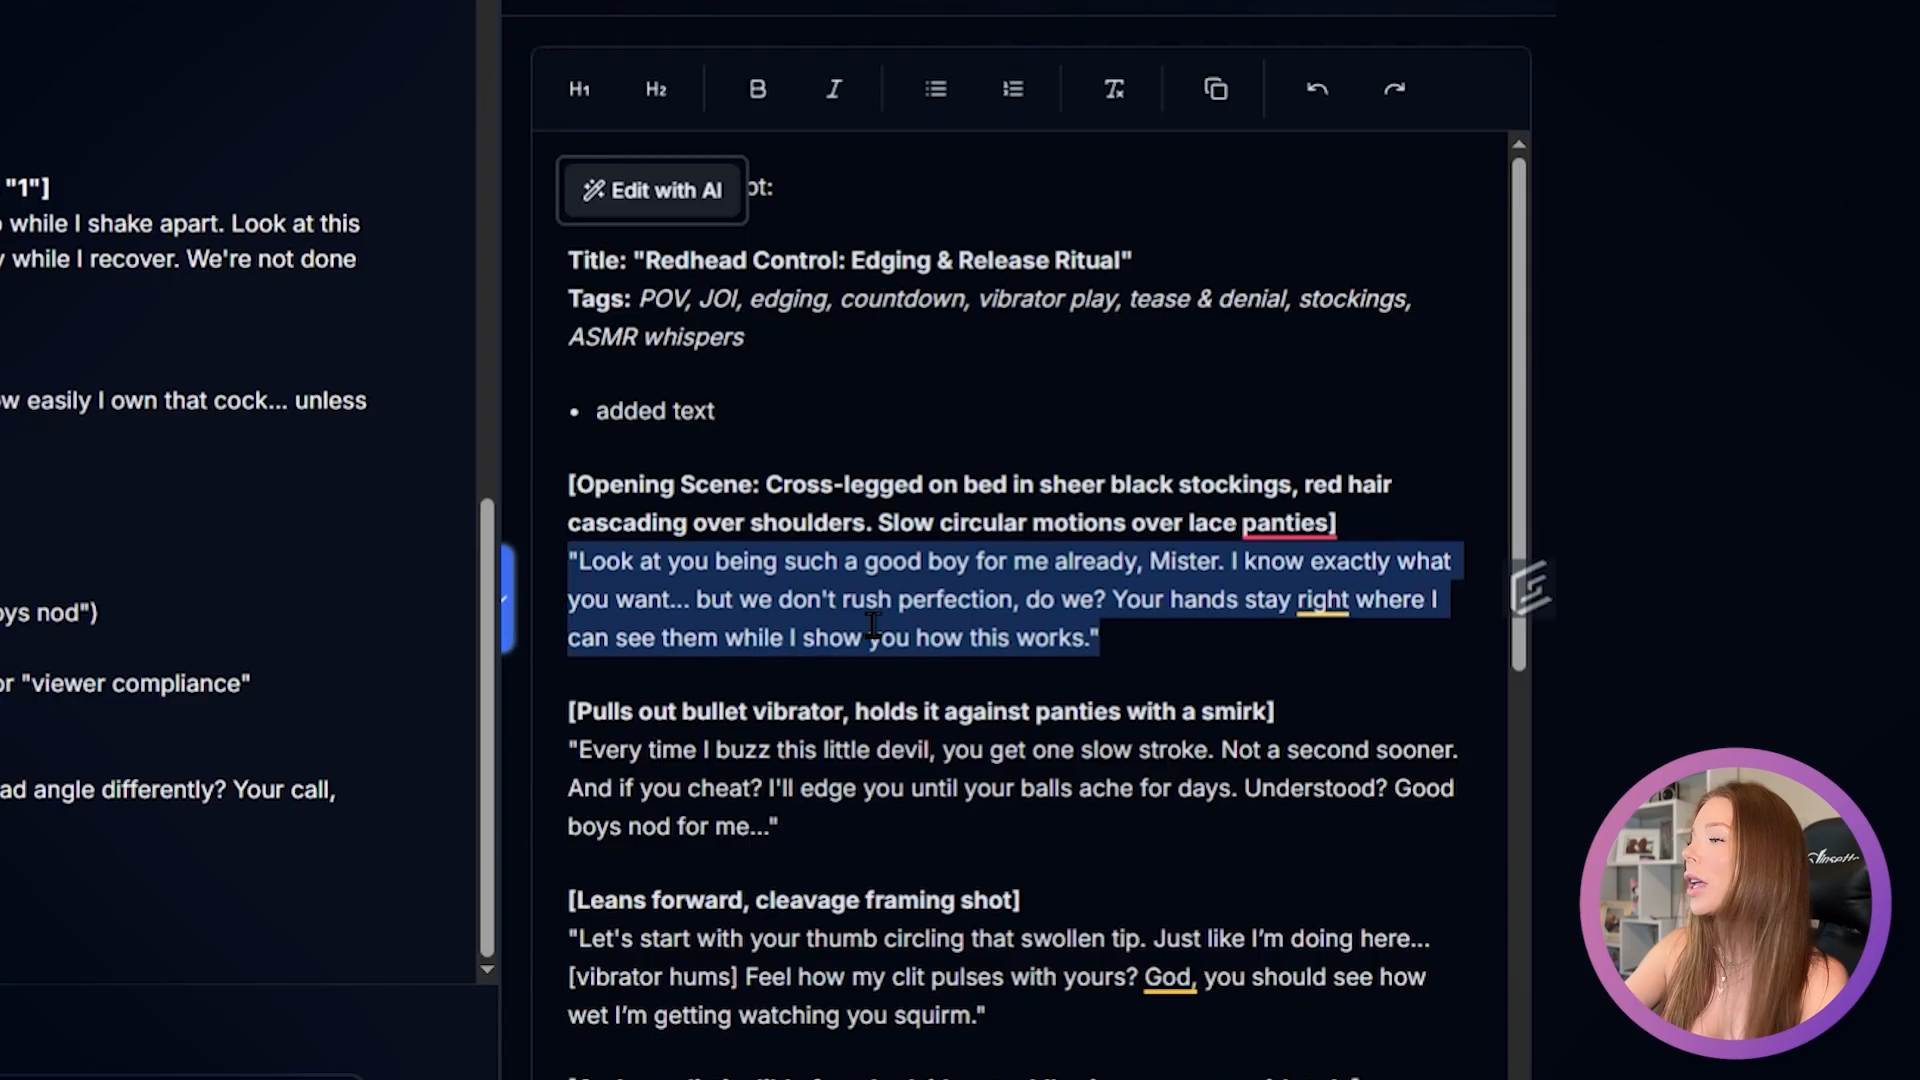 "1"]
while I shake apart. Look at this
while I recover. We're not done
easily I own that cock... unless
nod")
"viewer compliance"
angle differently? Your call,
H1 H2 B I
Edit with AI
Title: "Redhead Control: Edging & Release Ritual"
Tags: POV, JOI, edging, countdown, vibrator play, tease & denial, stockings,
ASMR whispers
• added text
[Opening Scene: Cross-legged on bed in sheer black stockings, red hair
cascading over shoulders. Slow circular motions over lace panties]
"Look at you being such a good boy for me already, Mister. I know exactly what
you want... but we don't rush perfection, do we? Your hands stay right where I
can see them while I show you how this works."
[Pulls out bullet vibrator, holds it against panties with a smirk]
"Every time I buzz this little devil, you get one slow stroke. Not a second sooner.
And if you cheat? I'll edge you until your balls ache for days. Understood? Good
boys nod for me..."
[Leans forward, cleavage framing shot]
"Let's start with your thumb circling that swollen tip. Just like I'm doing here...
[vibrator hums] Feel how my clit pulses with yours? God, you should see how
wet I'm getting watching you squirm."